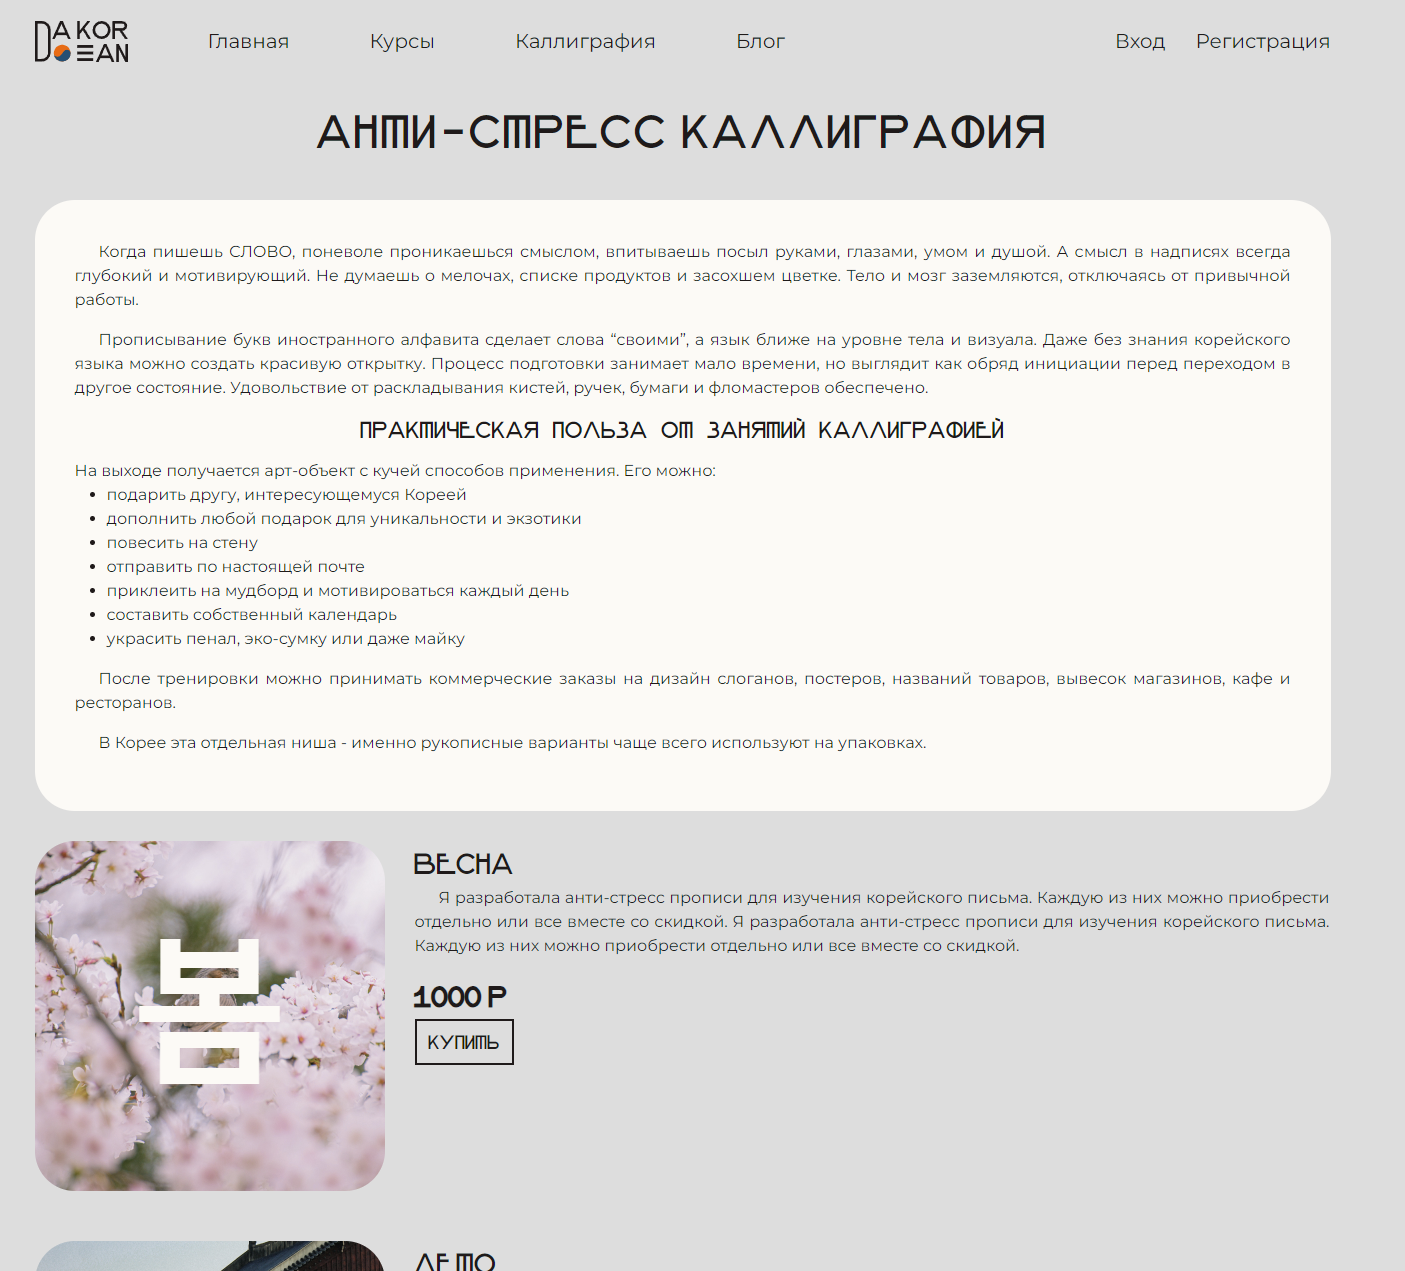 DA KOR
EAN
Главная Курсы Каллиграфия Блог Вход Регистрация
АНТИ-СТРЕСС КАЛЛИГРАФИЯ
Когда пишешь СЛОВО, поневоле проникаешься смыслом, впитываешь посыл руками, глазами, умом и душой. А смысл в надписях всегда
глубокий и мотивирующий. Не думаешь о мелочах, списке продуктов и засохшем цветке. Тело и мозг заземляются, отключаясь от привычной
работы.
Прописывание букв иностранного алфавита сделает слова “своими”, а язык ближе на уровне тела и визуала. Даже без знания корейского
языка можно создать красивую открытку. Процесс подготовки занимает мало времени, но выглядит как обряд инициации перед переходом в
другое состояние. Удовольствие от раскладывания кистей, ручек, бумаги и фломастеров обеспечено.
ПРАКТИЧЕСКАЯ ПОЛЬЗА ОТ ЗАНЯТИЙ КАЛЛИГРАФИЕЙ
На выходе получается арт-объект с кучей способов применения. Его можно:
• подарить другу, интересующемуся Кореей
• дополнить любой подарок для уникальности и экзотики
• повесить на стену
• отправить по настоящей почте
• приклеить на мудборд и мотивироваться каждый день
• составить собственный календарь
• украсить пенал, эко-сумку или даже майку
После тренировки можно принимать коммерческие заказы на дизайн слоганов, постеров, названий товаров, вывесок магазинов, кафе и
ресторанов.
В Корее эта отдельная ниша - именно рукописные варианты чаще всего используют на упаковках.
봄
ВЕСНА
Я разработала анти-стресс прописи для изучения корейского письма. Каждую из них можно приобрести
отдельно или все вместе со скидкой. Я разработала анти-стресс прописи для изучения корейского письма.
Каждую из них можно приобрести отдельно или все вместе со скидкой.
1000 Р
КУПИТЬ
ЛЕТО